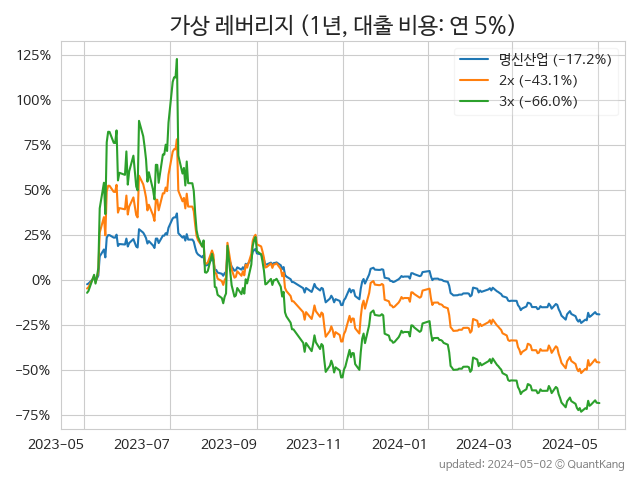 가상 레버리지 (1년, 대출 비용: 연 5%)
명신산업 (−17.2%)
2x (−43.1%)
3x (−66.0%)
125%
100%
75%
50%
25%
0%
−25%
−50%
−75%
2023-05 2023-07 2023-09 2023-11 2024-01 2024-03 2024-05
updated: 2024-05-02 © QuantKang